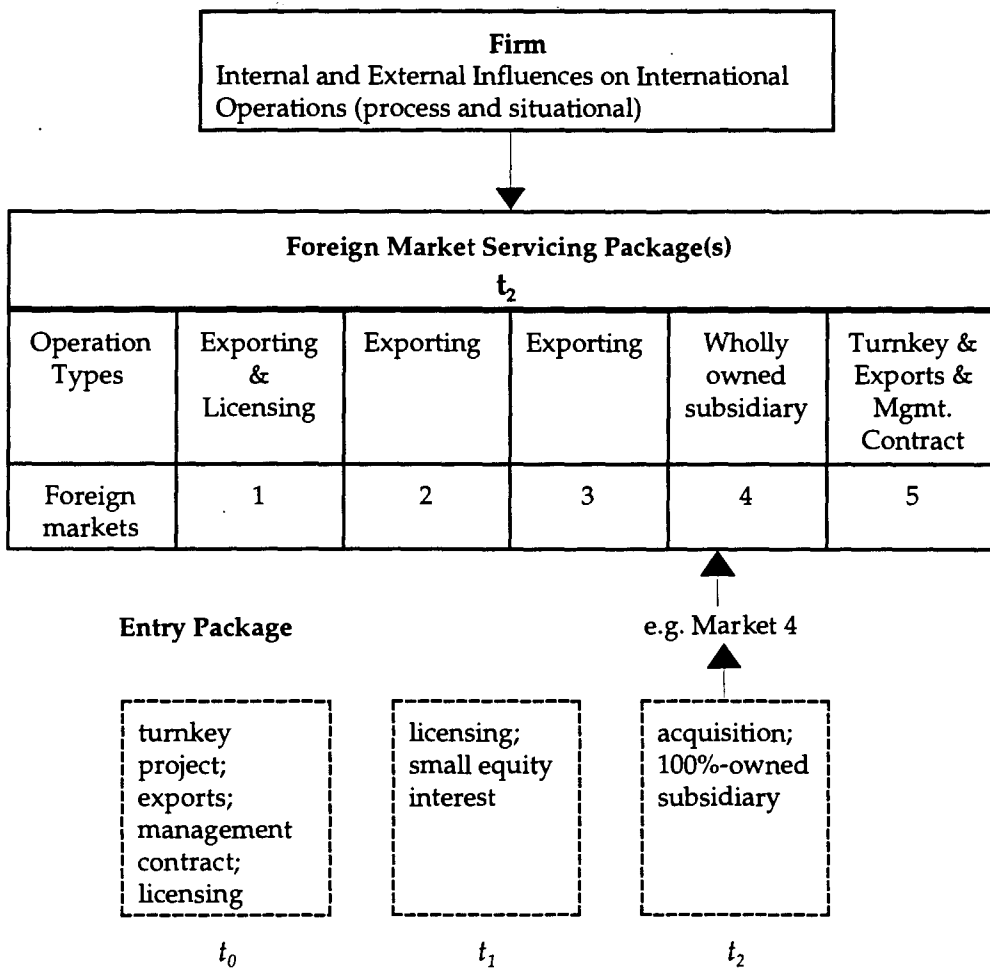 Firm
Internal and External Influences on International
Operations (process and situational)
Foreign Market Servicing Package(s)
t₂
Operation
Types
Exporting
&
Licensing
Exporting
Exporting
Wholly
owned
subsidiary
Turnkey &
Exports &
Mgmt.
Contract
Foreign
markets
1
2
3
4
5
Entry Package
e.g. Market 4
turnkey
project;
exports;
management
contract;
licensing
licensing;
small equity
interest
acquisition;
100%-owned
subsidiary
t₀
t₁
t₂